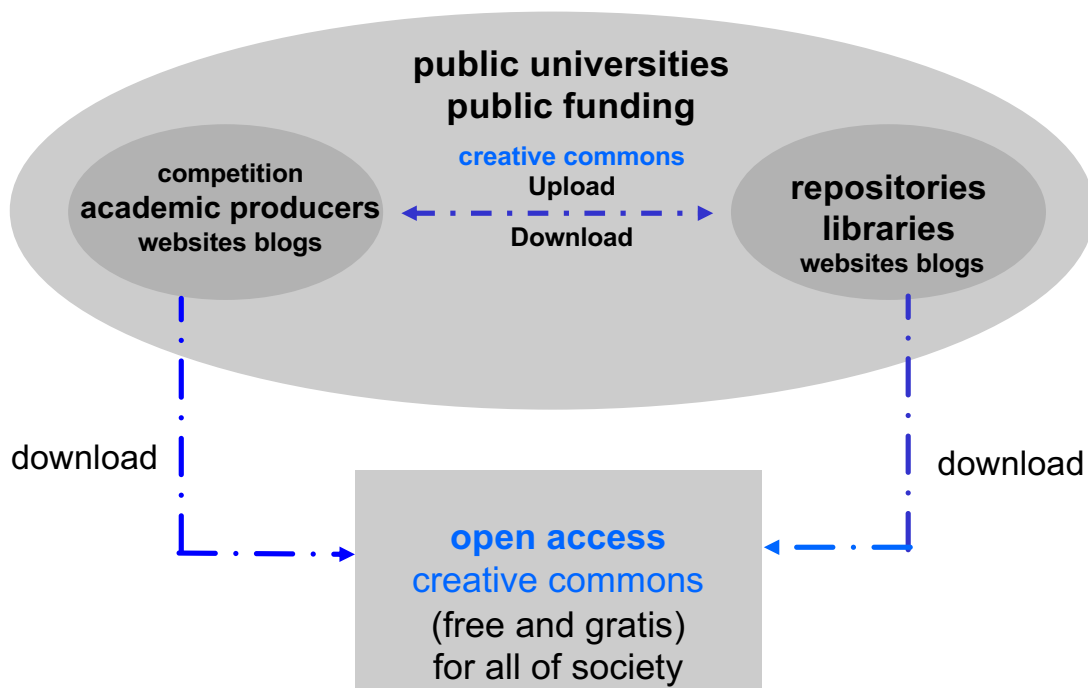 public universities
public funding
creative commons
Upload
Download
competition
academic producers
websites blogs
repositories
libraries
websites blogs
download
download
open access
creative commons
(free and gratis)
for all of society